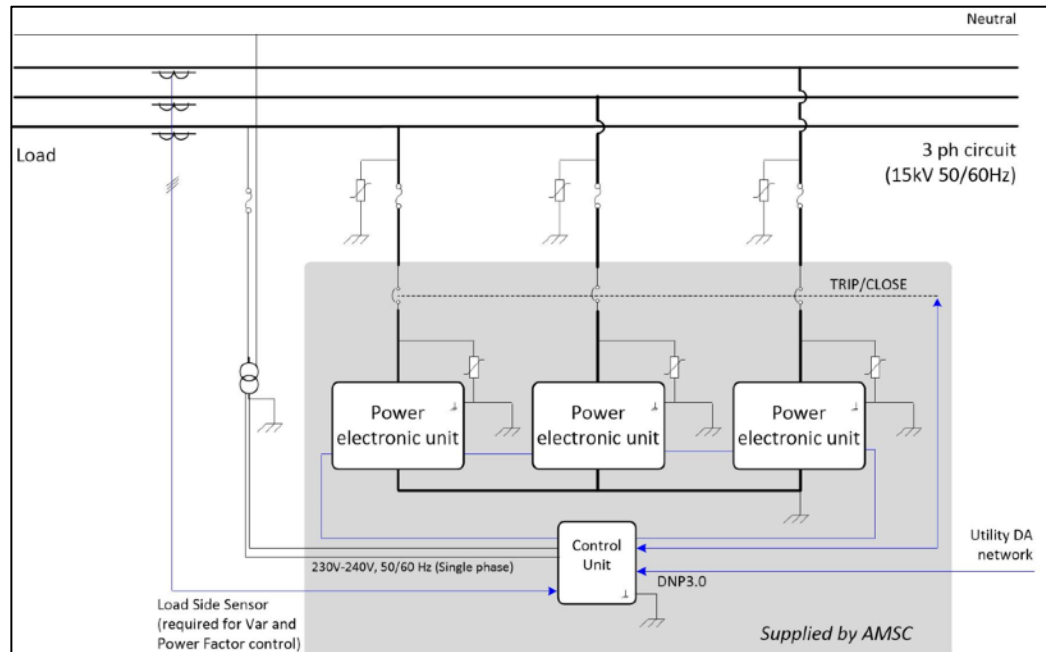 Neutral
Load
3 ph circuit
(15kV 50/60Hz)
TRIP/CLOSE
Power
electronic unit
Power
electronic unit
Power
electronic unit
Control
Unit
230V-240V, 50/60 Hz (Single phase)
DNP3.0
Utility DA
network
Load Side Sensor
(required for Var and
Power Factor control)
Supplied by AMSC